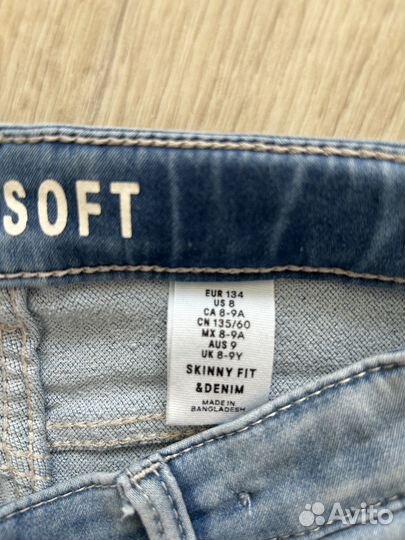 SOFT
EUR 134
US 8
CA 8-9A
CN 135/60
MX 8-9A
AUS 9
UK 8-9Y
SKINNY FIT
&DENIM
MADE IN
BANGLADESH
Avito